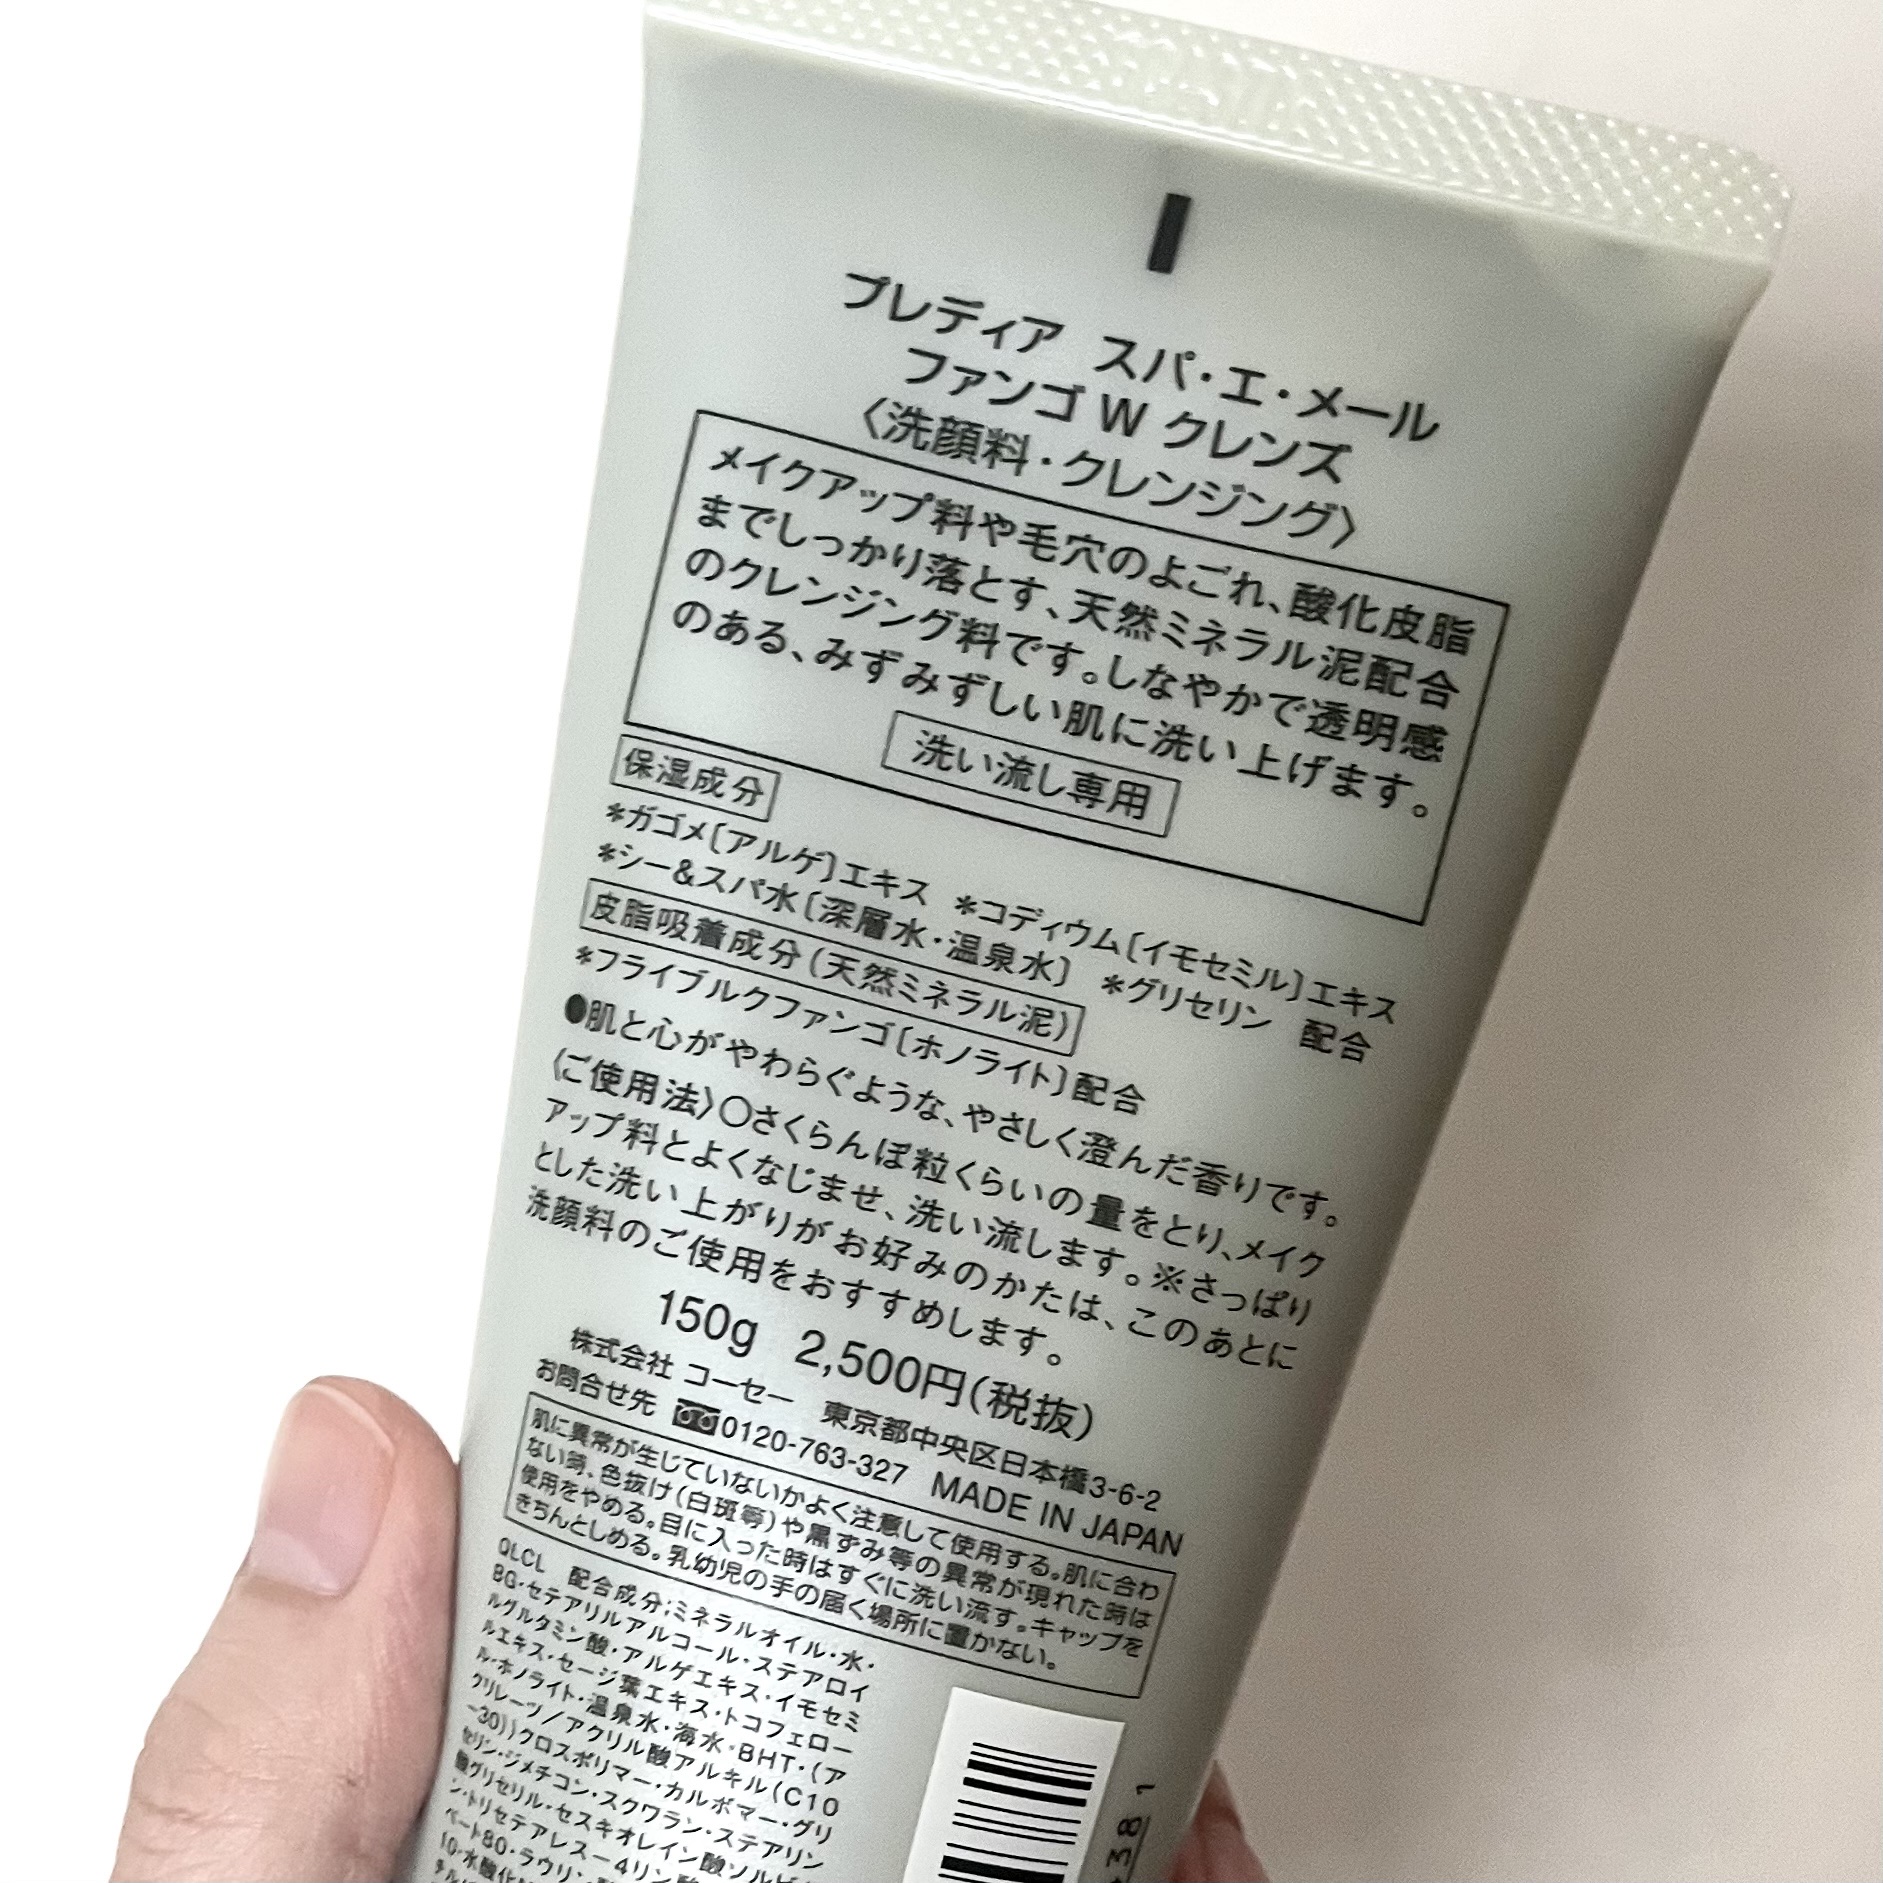 プレディア スパ・エ・メール
ファンゴ W クレンズ
〈洗顔料・クレンジング〉
メイクアップ料や毛穴のよごれ、酸化皮脂
までしっかり落とす、天然ミネラル泥配合
のクレンジング料です。しなやかで透明感
のある、みずみずしい肌に洗い上げます。
洗い流し専用
保湿成分
*ガゴメ〔アルゲ〕エキス *コディウム〔イモセミル〕エキス
*シー&スパ水〔深層水・温泉水〕 *グリセリン 配合
皮脂吸着成分(天然ミネラル泥)
*フライブルクファンゴ〔ホノライト〕配合
●肌と心がやわらぐような、やさしく澄んだ香りです。
〈ご使用法〉○さくらんぼ粒くらいの量をとり、メイク
アップ料とよくなじませ、洗い流します。※さっぱり
とした洗い上がりがお好みのかたは、このあとに
洗顔料のご使用をおすすめします。
150g 2,500円(税抜)
株式会社 コーセー 東京都中央区日本橋3-6-2
お問合せ先 0120-763-327 MADE IN JAPAN
肌に異常が生じていないかよく注意して使用する。肌に合わ
ない時、色抜け(白斑等)や黒ずみ等の異常が現れた時は
使用をやめる。目に入った時はすぐに洗い流す。キャップを
きちんとしめる。乳幼児の手の届く場所に置かない。
QLCL 配合成分:ミネラルオイル・水・
BG・セテアリルアルコール・ステアロイ
ルグルタミン酸・アルゲエキス・イモセミ
ルエキス・セージ葉エキス・トコフェロー
ル・ホノライト・温泉水・海水・BHT・(ア
クリレーツ/アクリル酸アルキル(C10
-30))クロスポリマー・カルボマー・グリ
セリン・ジメチコン・スクワラン・ステアリン
酸グリセリル・セスキオレイン酸ソルビ
ン・トリセテアレス-4リン酸
ベート80・ラウリン
10・水酸化
381